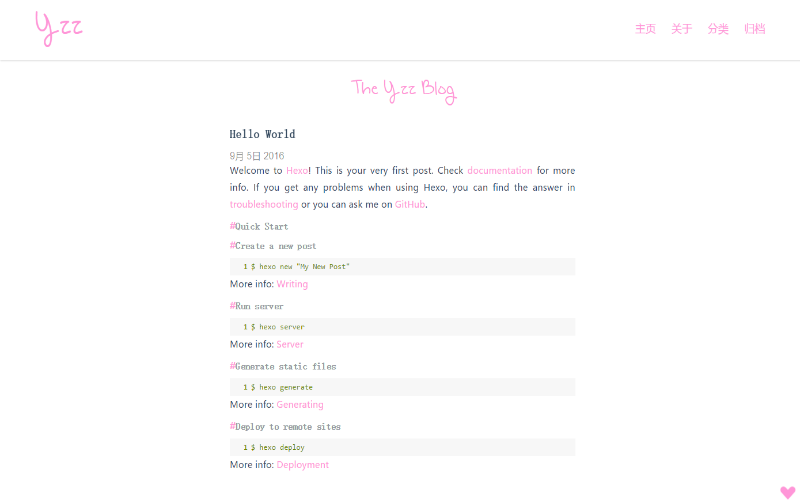 Yzz
主页 关于 分类 归档
The Yzz Blog
Hello World
9月 5日 2016
Welcome to Hexo! This is your very first post. Check documentation for more
info. If you get any problems when using Hexo, you can find the answer in
troubleshooting or you can ask me on GitHub.
#Quick Start
#Create a new post
1 $ hexo new "My New Post"
More info: Writing
#Run server
1 $ hexo server
More info: Server
#Generate static files
1 $ hexo generate
More info: Generating
#Deploy to remote sites
1 $ hexo deploy
More info: Deployment